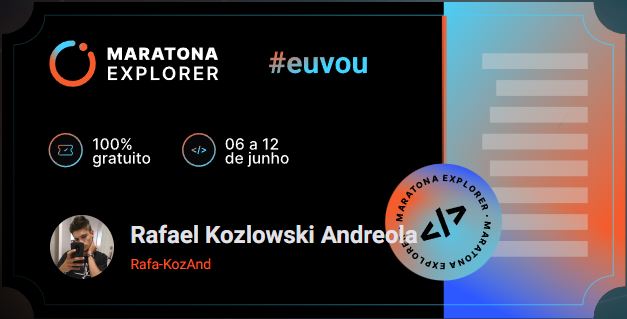 MARATONA
EXPLORER
#euvou
100%
gratuito
</>
06 a 12
de junho
Rafael Kozlowski Andreola
Rafa-KozAnd
MARATONA EXPLORER · MARATONA EXPLORER
</>